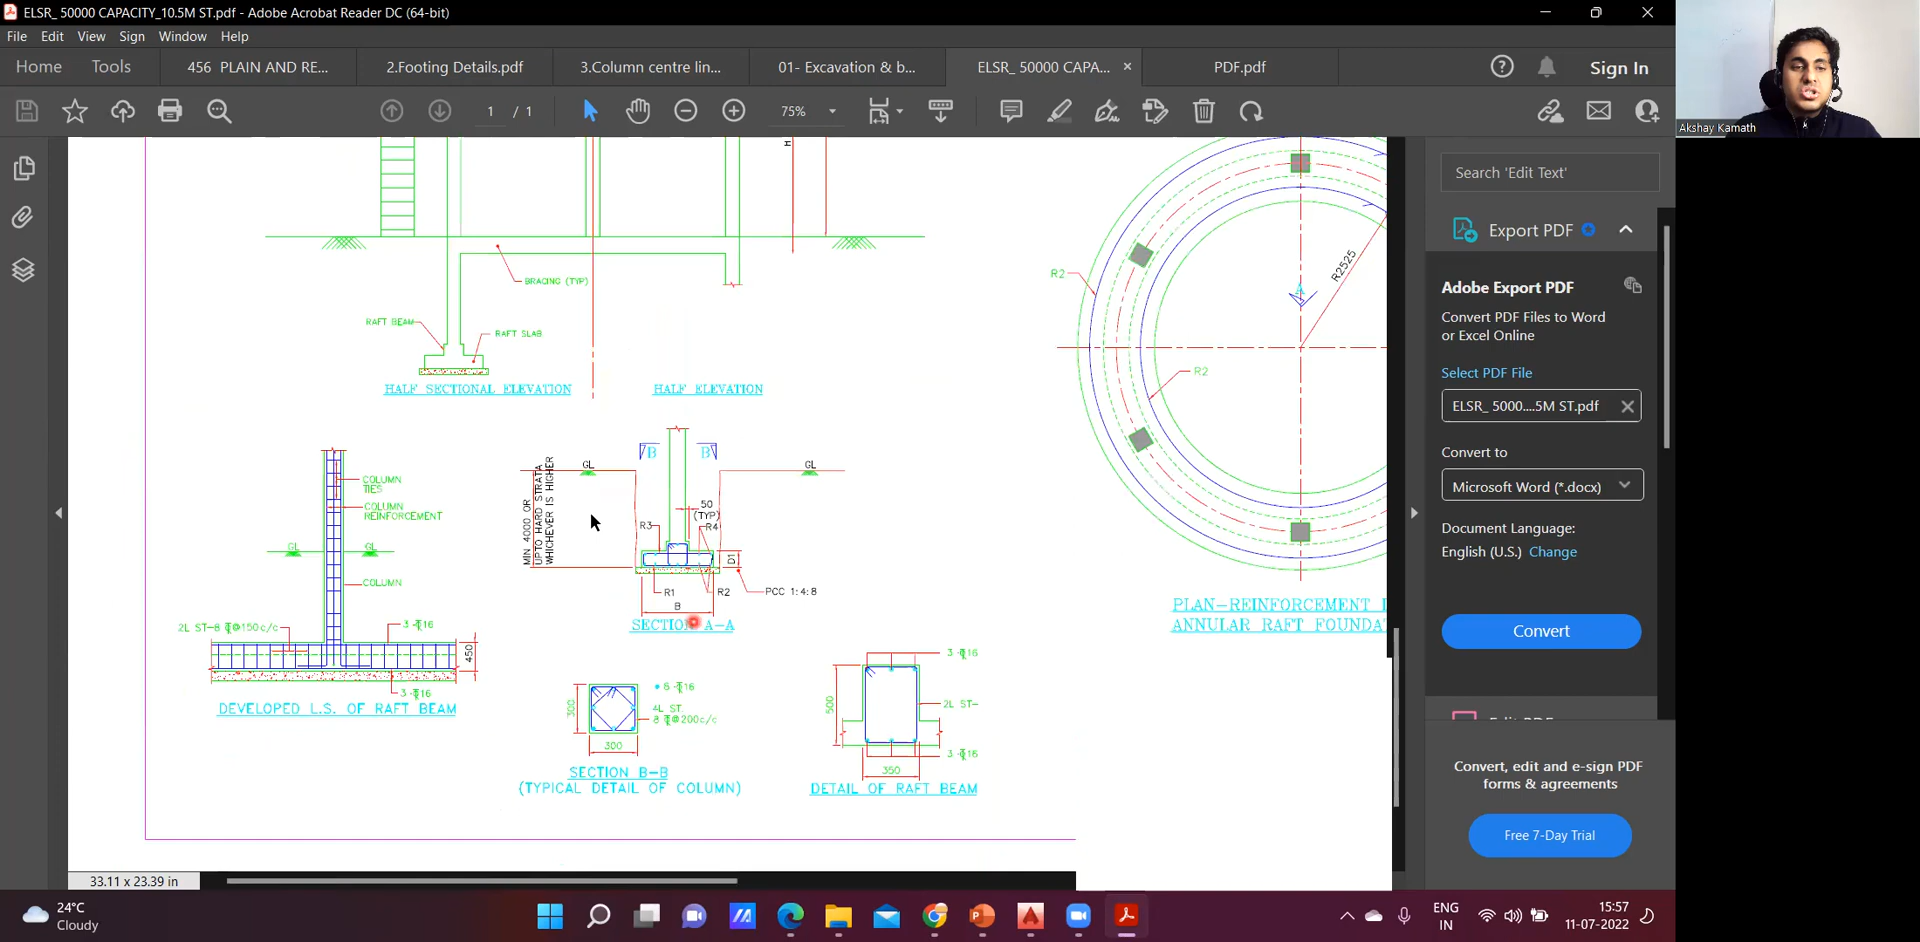 ELSR_ 50000 CAPACITY_10.5M ST.pdf - Adobe Acrobat Reader DC (64-bit)
File Edit View Sign Window Help
Home Tools 456 PLAIN AND RE... 2.Footing Details.pdf 3.Column centre lin... 01- Excavation & b... ELSR_ 50000 CAPA... PDF.pdf Sign In
1 / 1 75%
Akshay Kamath
H
BRACING (TYP)
RAFT BEAM
RAFT SLAB
HALF SECTIONAL ELEVATION
HALF ELEVATION
COLUMN
TIES
COLUMN
REINFORCEMENT
GL GL
COLUMN
2L ST-8 @150c/c
3 - 16
450
3 - 16
DEVELOPED L.S. OF RAFT BEAM
MIN 4000 OR
UPTO HARD STRATA
WHICHEVER IS HIGHER
B B
GL GL
50
(TYP)
R3 R4
D1
R1 R2
PCC 1:4:8
B
SECTION A-A
300
6 - 16
4L ST.
8 @200c/c
300
SECTION B-B
(TYPICAL DETAIL OF COLUMN)
3 - 16
500
2L ST-
3 - 16
350
DETAIL OF RAFT BEAM
R2
A
R2525
R2
PLAN-REINFORCEMENT
ANNULAR RAFT FOUNDAT
Search 'Edit Text'
Export PDF
Adobe Export PDF
Convert PDF Files to Word
or Excel Online
Select PDF File
ELSR_ 5000....5M ST.pdf
Convert to
Microsoft Word (*.docx)
Document Language:
English (U.S.) Change
Convert
Edit PDF
Convert, edit and e-sign PDF
forms & agreements
Free 7-Day Trial
33.11 x 23.39 in
24°C
Cloudy
ENG
IN
15:57
11-07-2022